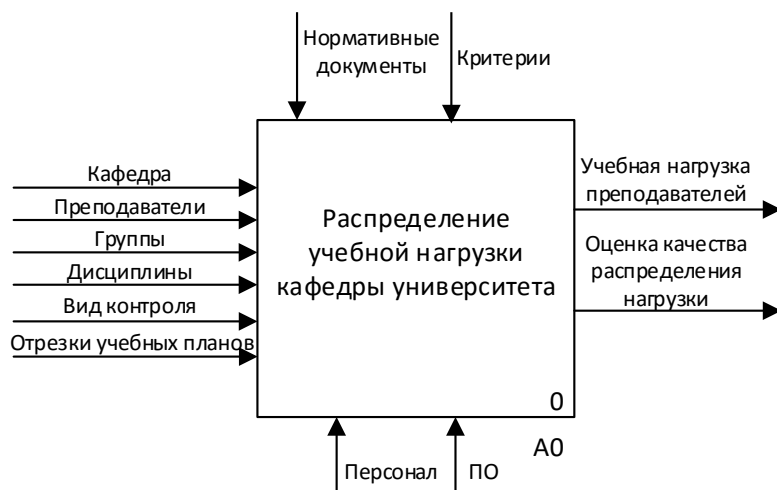 Нормативные
документы
Критерии
Кафедра
Преподаватели
Группы
Дисциплины
Вид контроля
Отрезки учебных планов
Распределение
учебной нагрузки
кафедры университета
0
A0
Учебная нагрузка
преподавателей
Оценка качества
распределения
нагрузки
Персонал
ПО